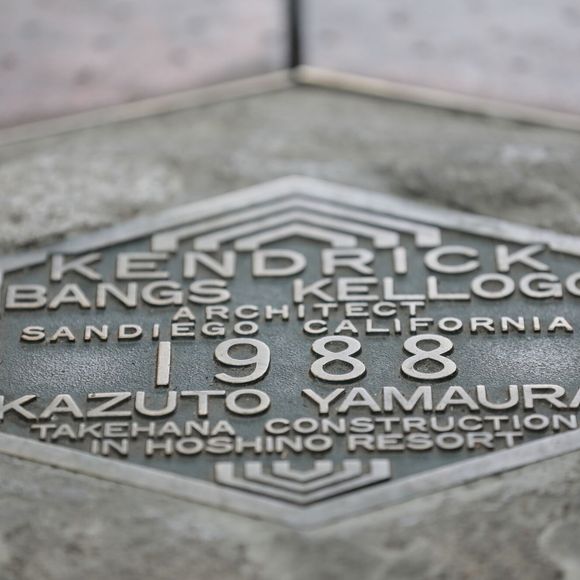 KENDRICK
BANGS KELLOGG
ARCHITECT
SANDIEGO CALIFORNIA
1988
KAZUTO YAMAURA
TAKEHANA CONSTRUCTION
IN HOSHINO RESORT